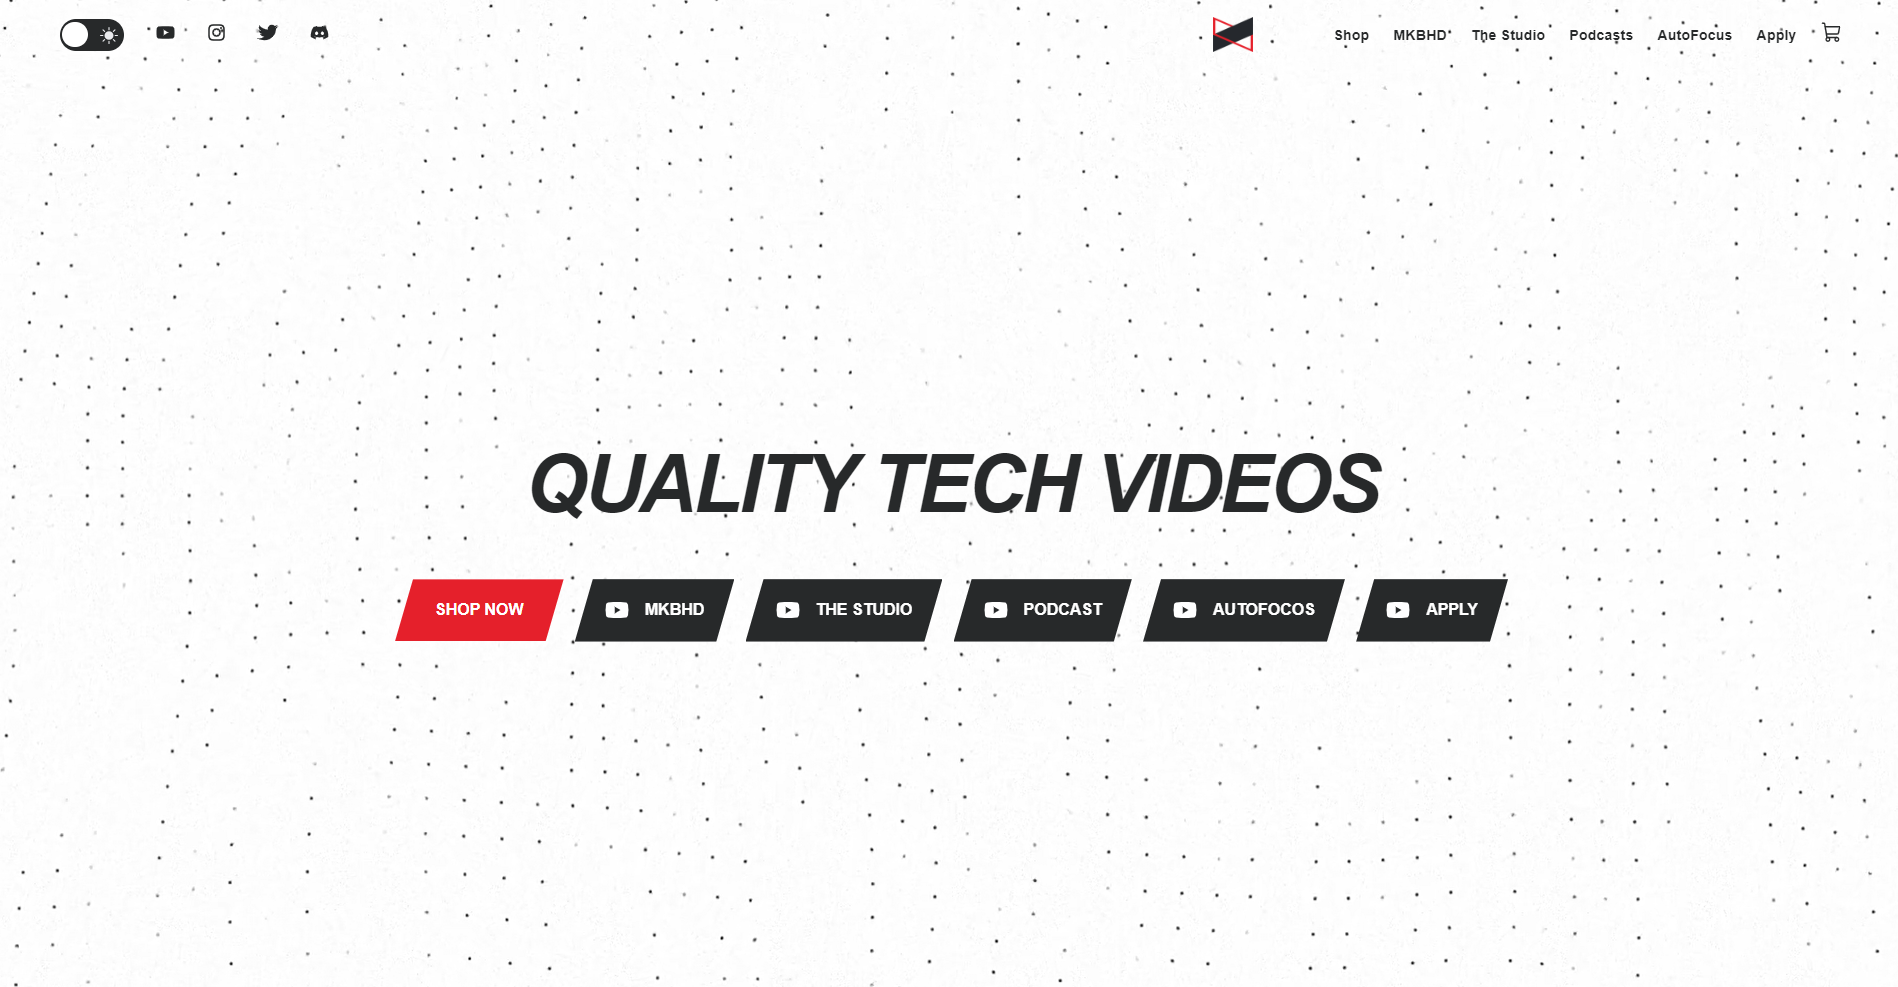 Shop MKBHD The Studio Podcasts AutoFocus Apply
QUALITY TECH VIDEOS
SHOP NOW MKBHD THE STUDIO PODCAST AUTOFOCOS APPLY